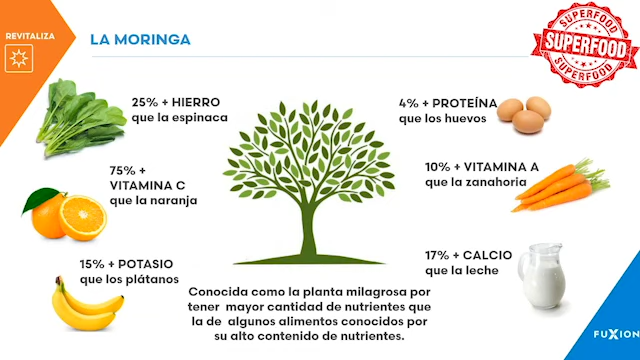 REVITALIZA
LA MORINGA
SUPERFOOD
SUPERFOOD
SUPERFOOD
25% + HIERRO
que la espinaca
4% + PROTEÍNA
que los huevos
75% +
VITAMINA C
que la naranja
10% + VITAMINA A
que la zanahoria
15% + POTASIO
que los plátanos
17% + CALCIO
que la leche
Conocida como la planta milagrosa por
tener mayor cantidad de nutrientes que
la de algunos alimentos conocidos por
su alto contenido de nutrientes.
FUXION